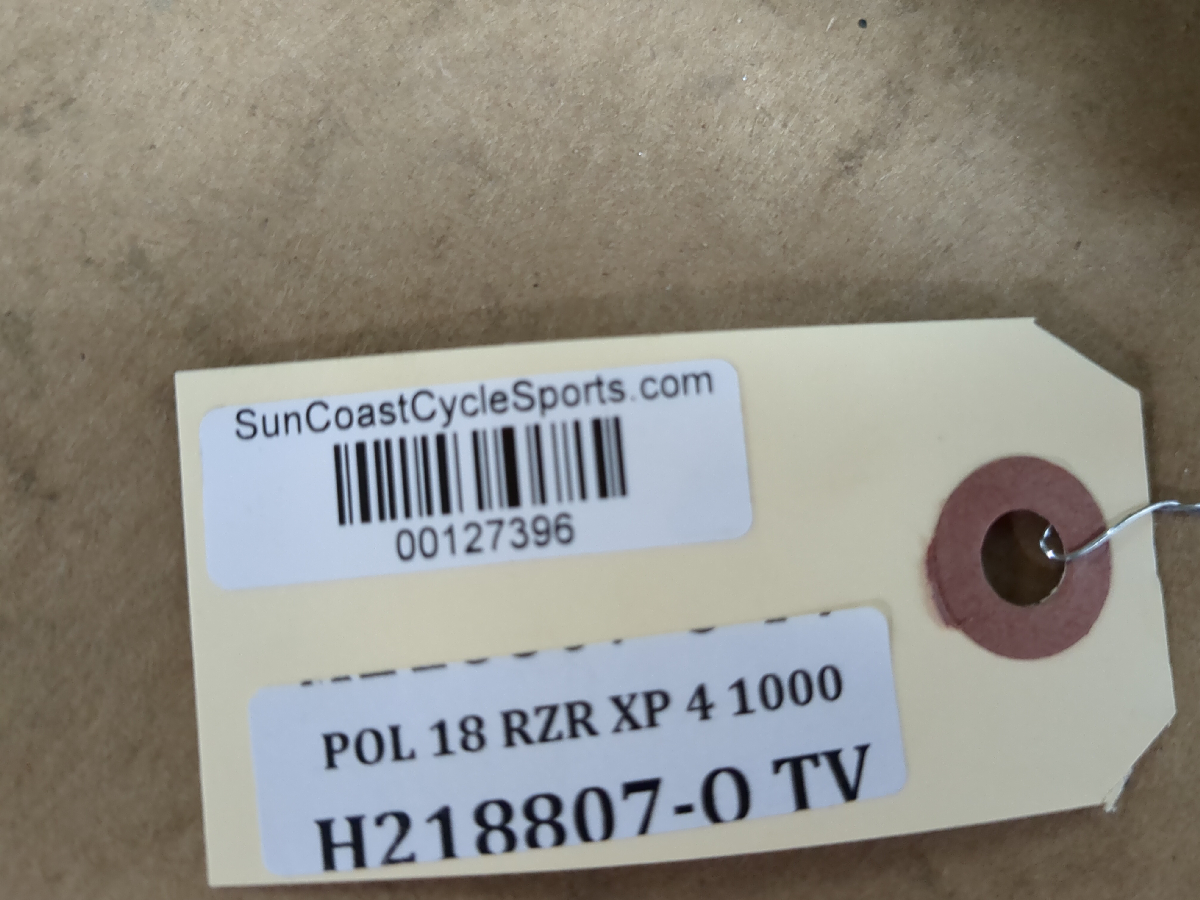 SunCoastCycleSports.com
00127396
POL 18 RZR XP 4 1000
H218807-O TV